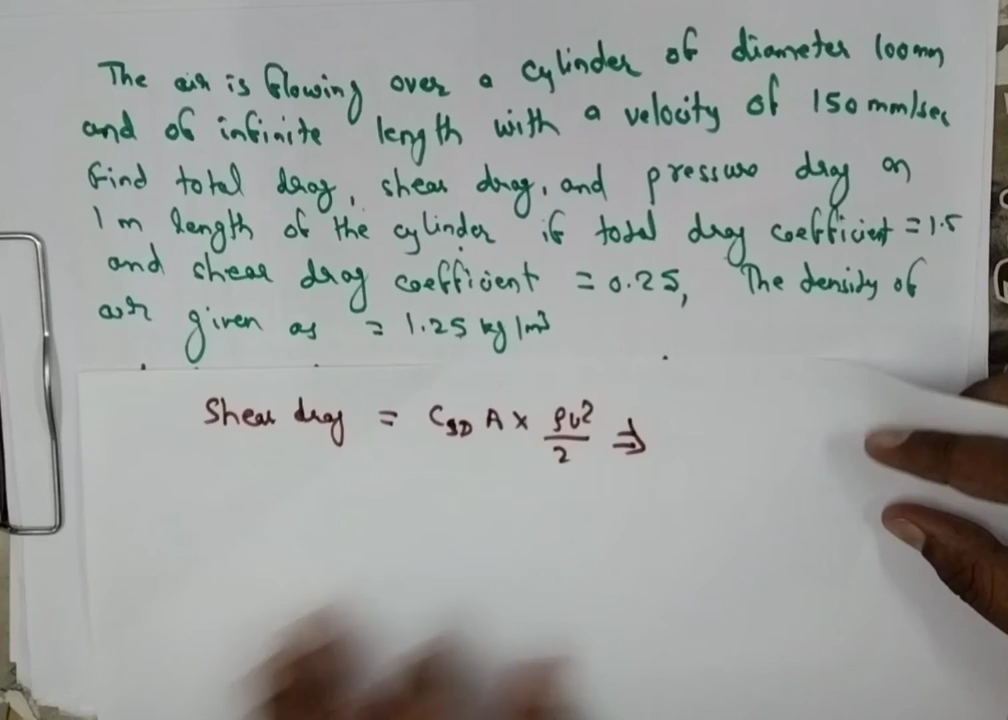 The air is flowing over a cylinder of diameter 100mm
and of infinite length with a velocity of 150 mm/sec
Find total drag, shear drag, and pressure drag on
1 m length of the cylinder if total drag coefficient = 1.5
and shear drag coefficient = 0.25, The density of
air given as = 1.25 kg/m³
Shear drag = C_SD A × ρU²/2 ⇒